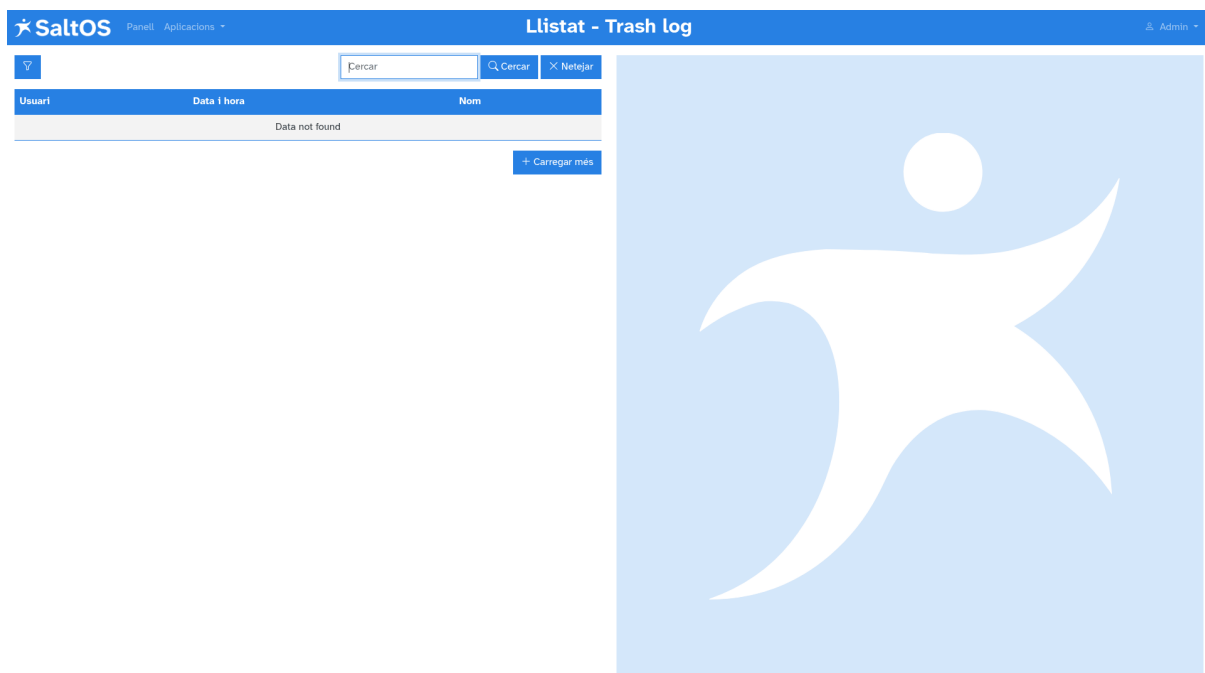 SaltOS Panell Aplicacions Llistat - Trash log Admin
Cercar Cercar Netejar
Usuari Data i hora Nom
Data not found
+ Carregar més